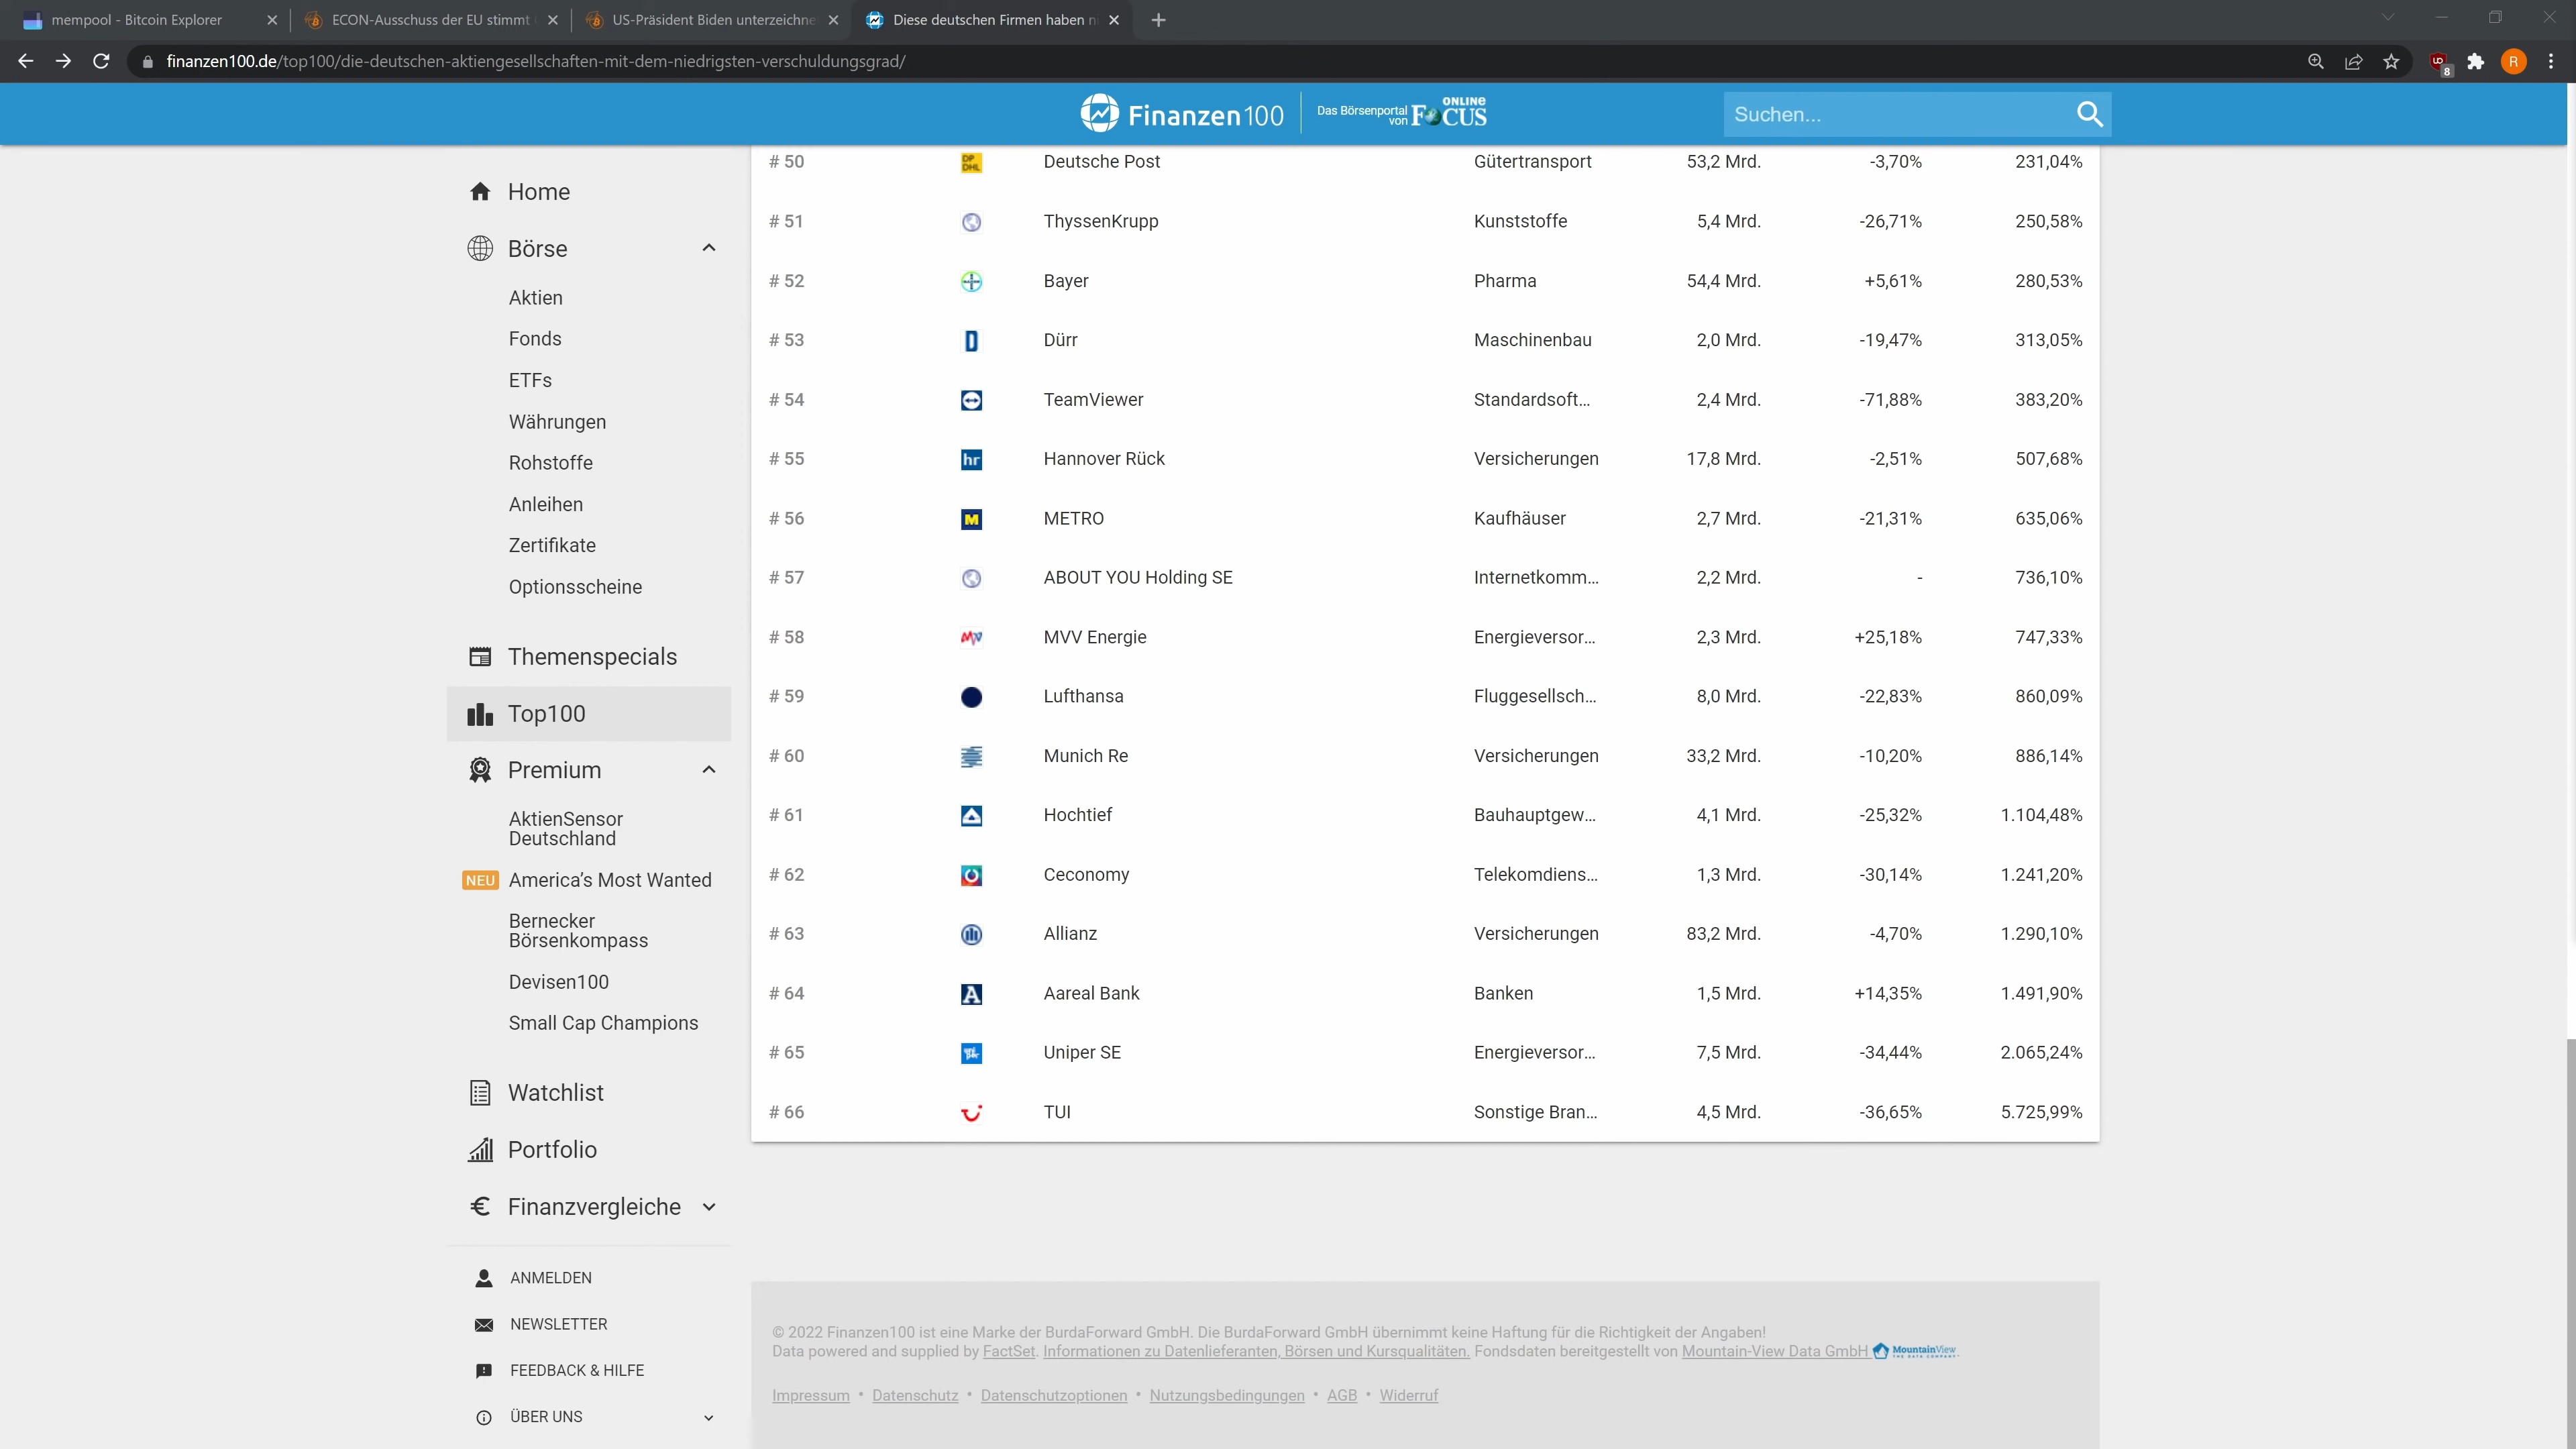 mempool - Bitcoin Explorer
ECON-Ausschuss der EU stimmt
US-Präsident Biden unterzeichne
Diese deutschen Firmen haben
finanzen100.de/top100/die-deutschen-aktiengesellschaften-mit-dem-niedrigsten-verschuldungsgrad/
8
R
Finanzen100
Das Börsenportal von FOCUS ONLINE
Suchen...
Home
Börse
Aktien
Fonds
ETFs
Währungen
Rohstoffe
Anleihen
Zertifikate
Optionsscheine
Themenspecials
Top100
Premium
AktienSensor
Deutschland
NEU America’s Most Wanted
Bernecker
Börsenkompass
Devisen100
Small Cap Champions
Watchlist
Portfolio
Finanzvergleiche
ANMELDEN
NEWSLETTER
FEEDBACK & HILFE
ÜBER UNS
# 50 DP DHL Deutsche Post Gütertransport 53,2 Mrd. -3,70% 231,04%
# 51 ThyssenKrupp Kunststoffe 5,4 Mrd. -26,71% 250,58%
# 52 Bayer Pharma 54,4 Mrd. +5,61% 280,53%
# 53 Dürr Maschinenbau 2,0 Mrd. -19,47% 313,05%
# 54 TeamViewer Standardsoft... 2,4 Mrd. -71,88% 383,20%
# 55 hr Hannover Rück Versicherungen 17,8 Mrd. -2,51% 507,68%
# 56 M METRO Kaufhäuser 2,7 Mrd. -21,31% 635,06%
# 57 ABOUT YOU Holding SE Internetkomm... 2,2 Mrd. - 736,10%
# 58 MVV Energie Energieversor... 2,3 Mrd. +25,18% 747,33%
# 59 Lufthansa Fluggesellsch... 8,0 Mrd. -22,83% 860,09%
# 60 Munich Re Versicherungen 33,2 Mrd. -10,20% 886,14%
# 61 Hochtief Bauhauptgew... 4,1 Mrd. -25,32% 1.104,48%
# 62 Ceconomy Telekomdiens... 1,3 Mrd. -30,14% 1.241,20%
# 63 Allianz Versicherungen 83,2 Mrd. -4,70% 1.290,10%
# 64 A Aareal Bank Banken 1,5 Mrd. +14,35% 1.491,90%
# 65 Uniper SE Energieversor... 7,5 Mrd. -34,44% 2.065,24%
# 66 TUI Sonstige Bran... 4,5 Mrd. -36,65% 5.725,99%
© 2022 Finanzen100 ist eine Marke der BurdaForward GmbH. Die BurdaForward GmbH übernimmt keine Haftung für die Richtigkeit der Angaben!
Data powered and supplied by FactSet. Informationen zu Datenlieferanten, Börsen und Kursqualitäten. Fondsdaten bereitgestellt von Mountain-View Data GmbH MountainView
Impressum • Datenschutz • Datenschutzoptionen • Nutzungsbedingungen • AGB • Widerruf